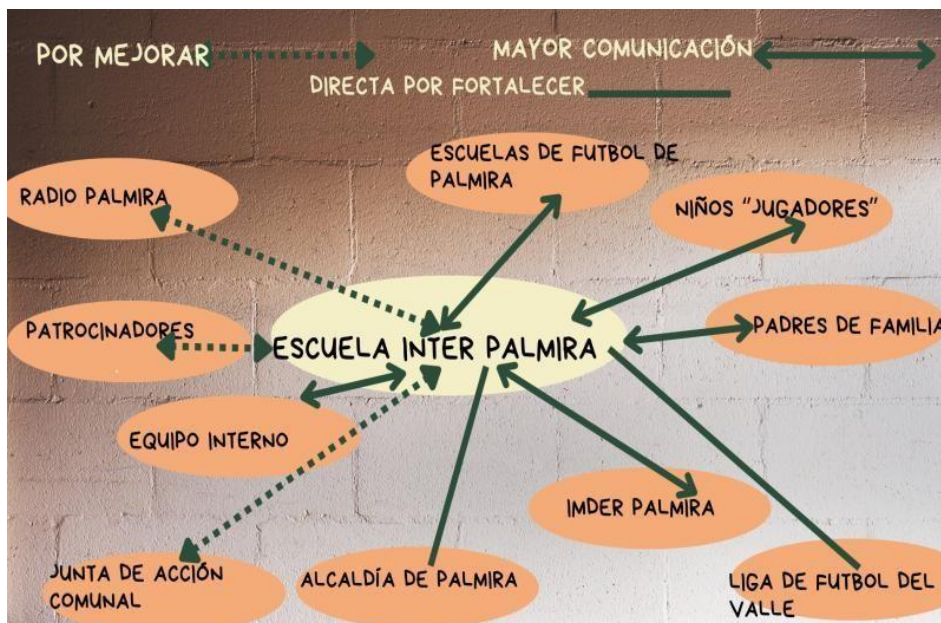 POR MEJORAR
MAYOR COMUNICACIÓN
DIRECTA POR FORTALECER
ESCUELAS DE FUTBOL DE
PALMIRA
RADIO PALMIRA
NIÑOS "JUGADORES"
PATROCINADORES
ESCUELA INTER PALMIRA
PADRES DE FAMILIA
EQUIPO INTERNO
IMDER PALMIRA
JUNTA DE ACCIÓN
COMUNAL
ALCALDÍA DE PALMIRA
LIGA DE FUTBOL DEL
VALLE